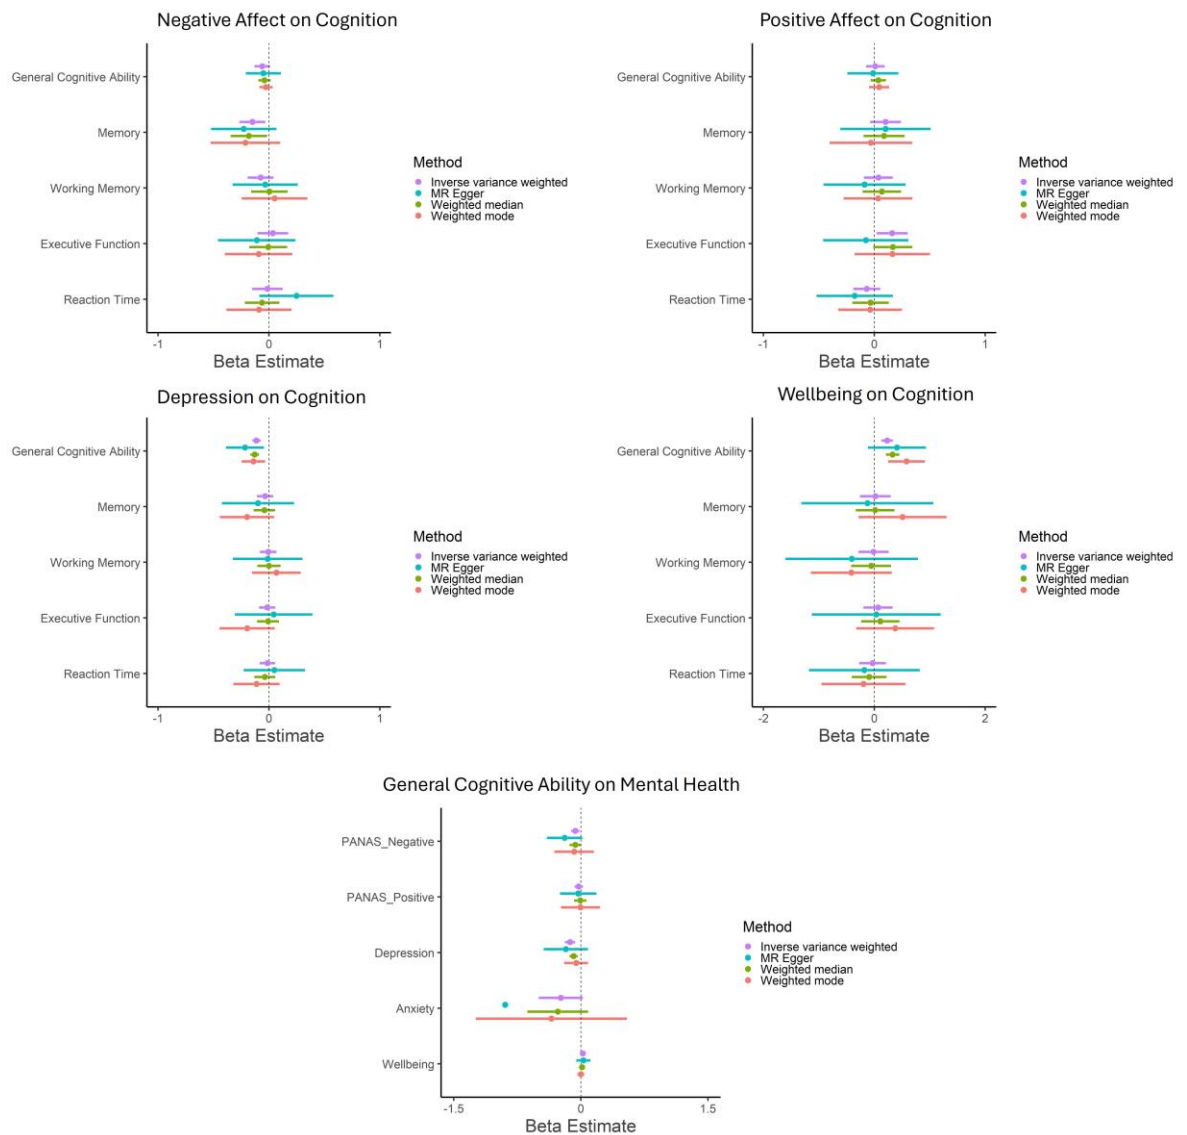 Negative Affect on Cognition
General Cognitive Ability
Memory
Working Memory
Executive Function
Reaction Time
-1
0
1
Beta Estimate
Method
Inverse variance weighted
MR Egger
Weighted median
Weighted mode
Positive Affect on Cognition
General Cognitive Ability
Memory
Working Memory
Executive Function
Reaction Time
-1
0
1
Beta Estimate
Method
Inverse variance weighted
MR Egger
Weighted median
Weighted mode
Depression on Cognition
General Cognitive Ability
Memory
Working Memory
Executive Function
Reaction Time
-1
0
1
Beta Estimate
Method
Inverse variance weighted
MR Egger
Weighted median
Weighted mode
Wellbeing on Cognition
General Cognitive Ability
Memory
Working Memory
Executive Function
Reaction Time
-2
0
2
Beta Estimate
Method
Inverse variance weighted
MR Egger
Weighted median
Weighted mode
General Cognitive Ability on Mental Health
PANAS_Negative
PANAS_Positive
Depression
Anxiety
Wellbeing
-1.5
0
1.5
Beta Estimate
Method
Inverse variance weighted
MR Egger
Weighted median
Weighted mode